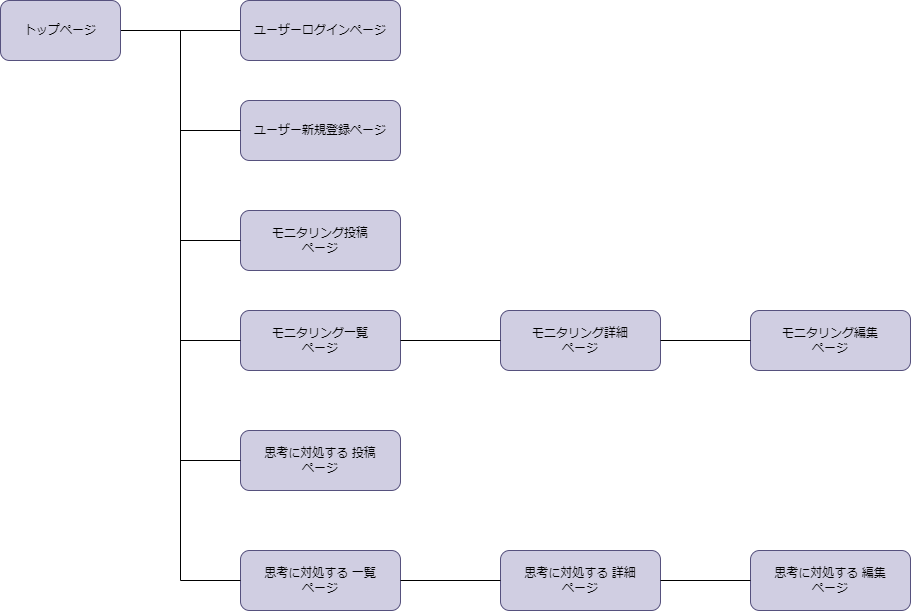 トップページ
ユーザーログインページ
ユーザー新規登録ページ
モニタリング投稿
ページ
モニタリング一覧
ページ
モニタリング詳細
ページ
モニタリング編集
ページ
思考に対処する 投稿
ページ
思考に対処する 一覧
ページ
思考に対処する 詳細
ページ
思考に対処する 編集
ページ